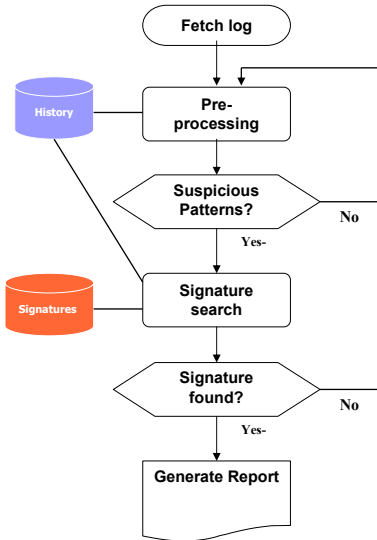 Fetch log
Pre-
processing
History
Suspicious
Patterns?
No
Yes-
Signature
search
Signatures
Signature
found?
No
Yes-
Generate Report